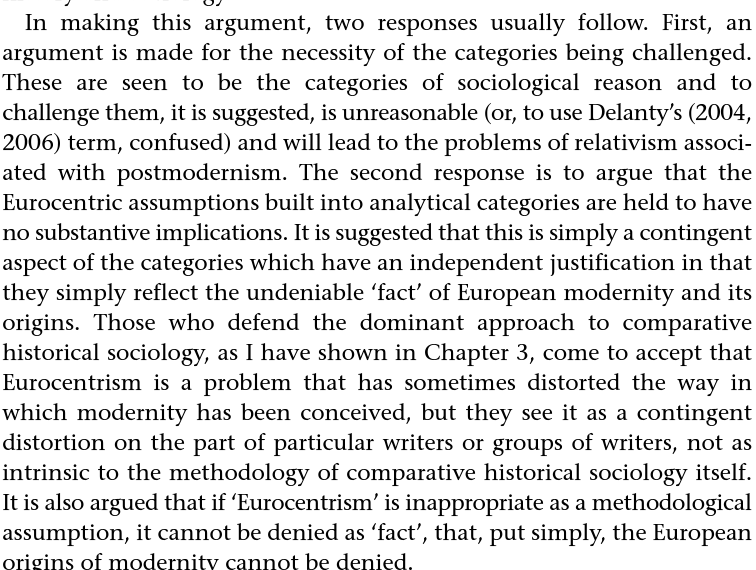 In making this argument, two responses usually follow. First, an
argument is made for the necessity of the categories being challenged.
These are seen to be the categories of sociological reason and to
challenge them, it is suggested, is unreasonable (or, to use Delanty’s (2004,
2006) term, confused) and will lead to the problems of relativism associ-
ated with postmodernism. The second response is to argue that the
Eurocentric assumptions built into analytical categories are held to have
no substantive implications. It is suggested that this is simply a contingent
aspect of the categories which have an independent justification in that
they simply reflect the undeniable ‘fact’ of European modernity and its
origins. Those who defend the dominant approach to comparative
historical sociology, as I have shown in Chapter 3, come to accept that
Eurocentrism is a problem that has sometimes distorted the way in
which modernity has been conceived, but they see it as a contingent
distortion on the part of particular writers or groups of writers, not as
intrinsic to the methodology of comparative historical sociology itself.
It is also argued that if ‘Eurocentrism’ is inappropriate as a methodological
assumption, it cannot be denied as ‘fact’, that, put simply, the European
origins of modernity cannot be denied.